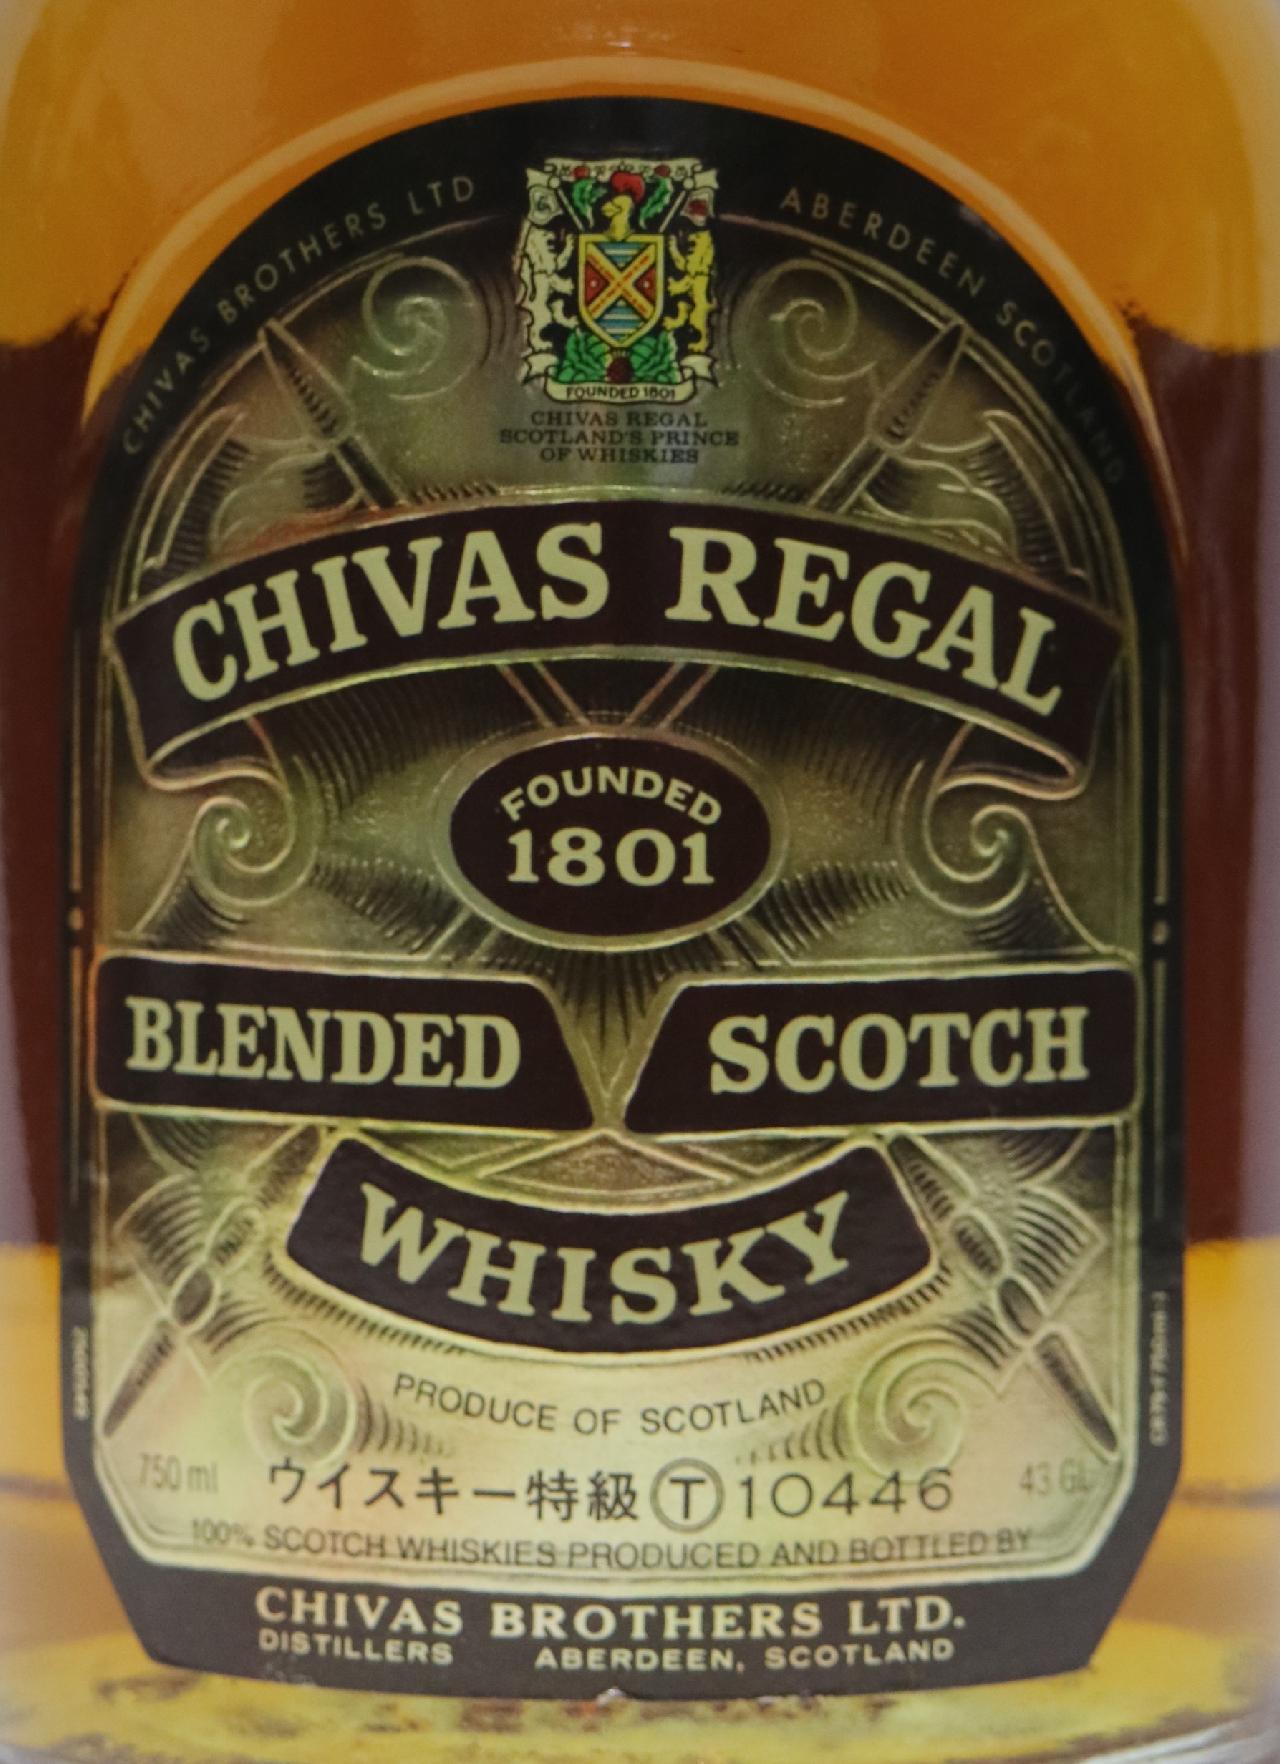 CHIVAS BROTHERS LTD ABERDEEN SCOTLAND
FOUNDED 1801
CHIVAS REGAL
SCOTLAND'S PRINCE
OF WHISKIES
CHIVAS REGAL
FOUNDED
1801
BLENDED SCOTCH
WHISKY
PRODUCE OF SCOTLAND
750 ml ウイスキー特級 Ⓣ10446 43 GL
100% SCOTCH WHISKIES PRODUCED AND BOTTLED BY
CHIVAS BROTHERS LTD.
DISTILLERS ABERDEEN, SCOTLAND